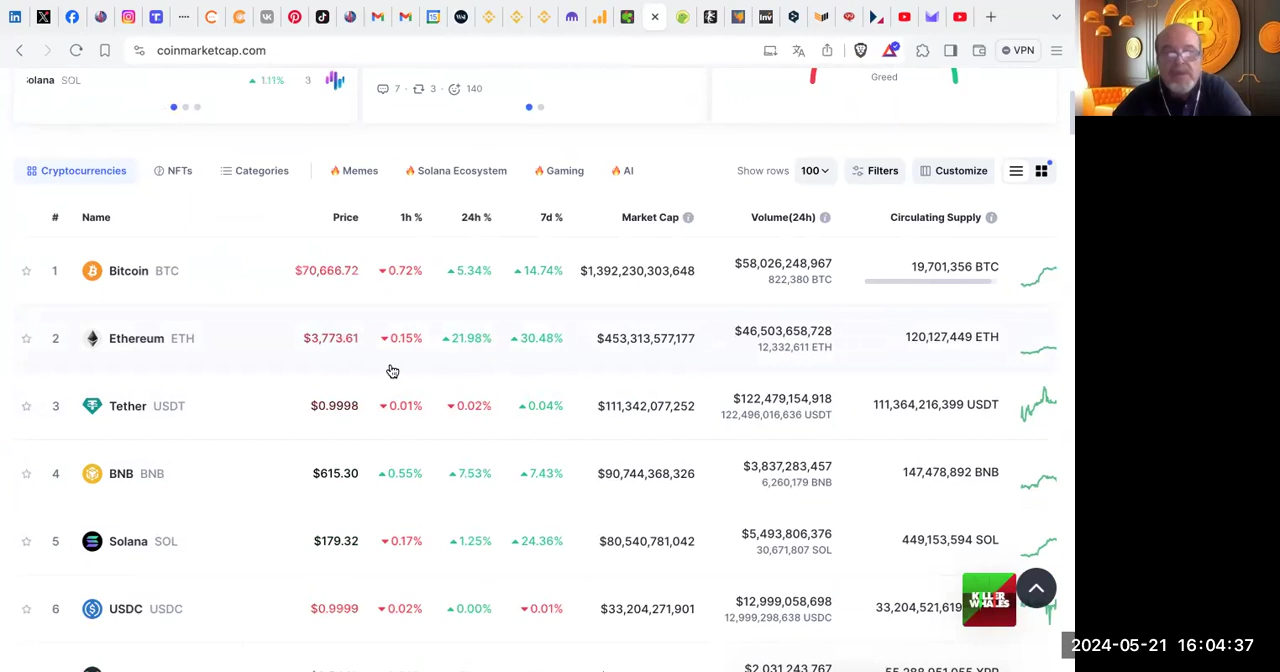 coinmarketcap.com
VPN
Solana SOL 1.11% 3
7 · 3 · 140
Greed
Cryptocurrencies NFTs Categories Memes Solana Ecosystem Gaming AI Show rows 100 Filters Customize
# Name Price 1h % 24h % 7d % Market Cap Volume(24h) Circulating Supply
1 Bitcoin BTC $70,666.72 0.72% 5.34% 14.74% $1,392,230,303,648 $58,026,248,967 19,701,356 BTC
822,380 BTC
2 Ethereum ETH $3,773.61 0.15% 21.98% 30.48% $453,313,577,177 $46,503,658,728 120,127,449 ETH
12,332,611 ETH
3 Tether USDT $0.9998 0.01% 0.02% 0.04% $111,342,077,252 $122,479,154,918 111,364,216,399 USDT
122,496,016,636 USDT
4 BNB BNB $615.30 0.55% 7.53% 7.43% $90,744,368,326 $3,837,283,457 147,478,892 BNB
6,260,179 BNB
5 Solana SOL $179.32 0.17% 1.25% 24.36% $80,540,781,042 $5,493,806,376 449,153,594 SOL
30,671,807 SOL
6 USDC USDC $0.9999 0.02% 0.00% 0.01% $33,204,271,901 $12,999,058,698 33,204,521,619
12,998,298,638 USDC
KILLER
WHALES
2024-05-21 16:04:37